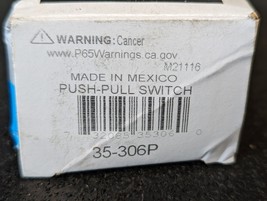 WARNING: Cancer
www.P65Warnings.ca.gov
M21116
MADE IN MEXICO
PUSH-PULL SWITCH
35-306P